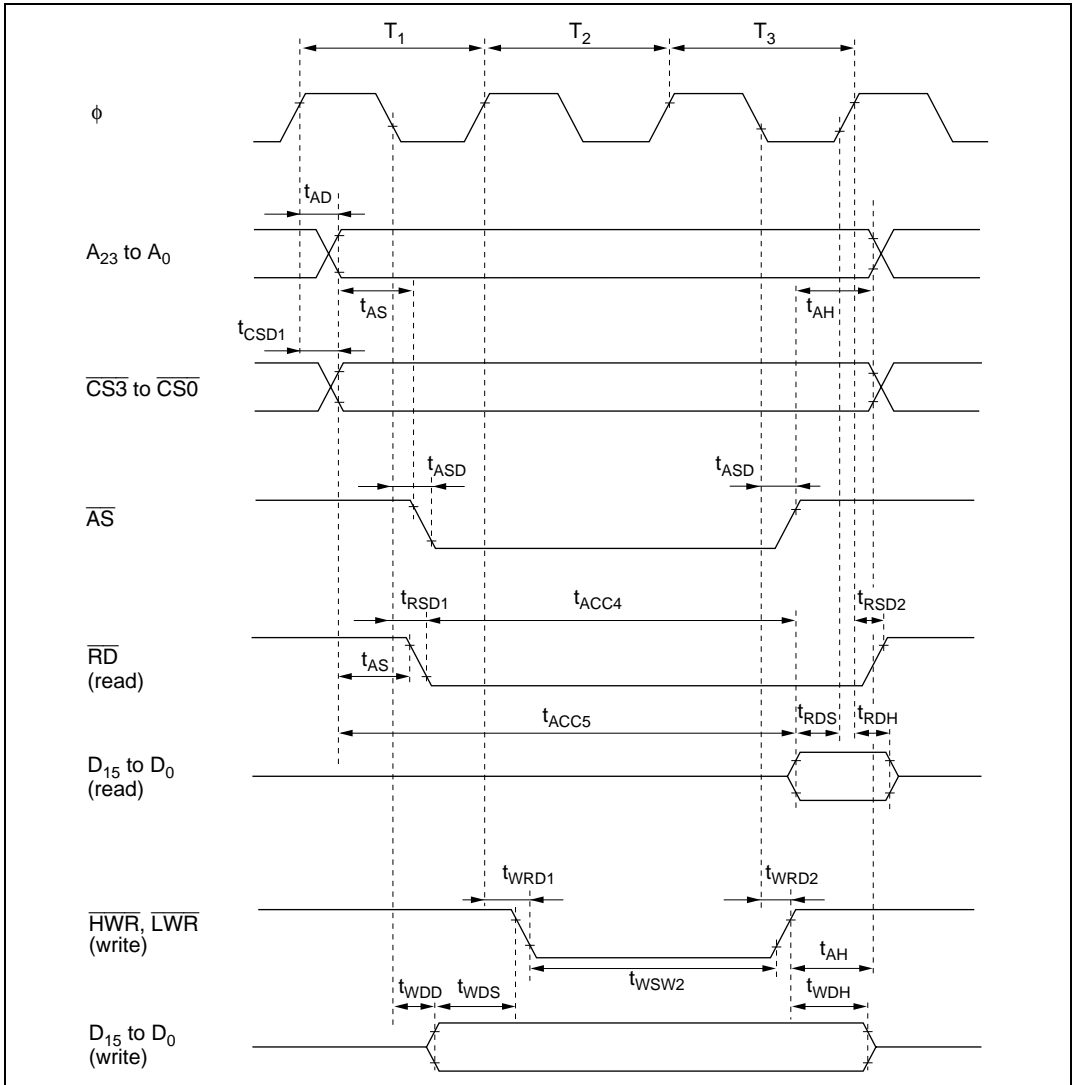 T1 T2 T3
ϕ
tAD
A23 to A0
tAS tAH
tCSD1
CS3 to CS0
tASD tASD
AS
tRSD1 tACC4 tRSD2
RD
(read)
tAS
tACC5 tRDS tRDH
D15 to D0
(read)
tWRD1 tWRD2
HWR, LWR
(write)
tAH
tWSW2
tWDD tWDS tWDH
D15 to D0
(write)